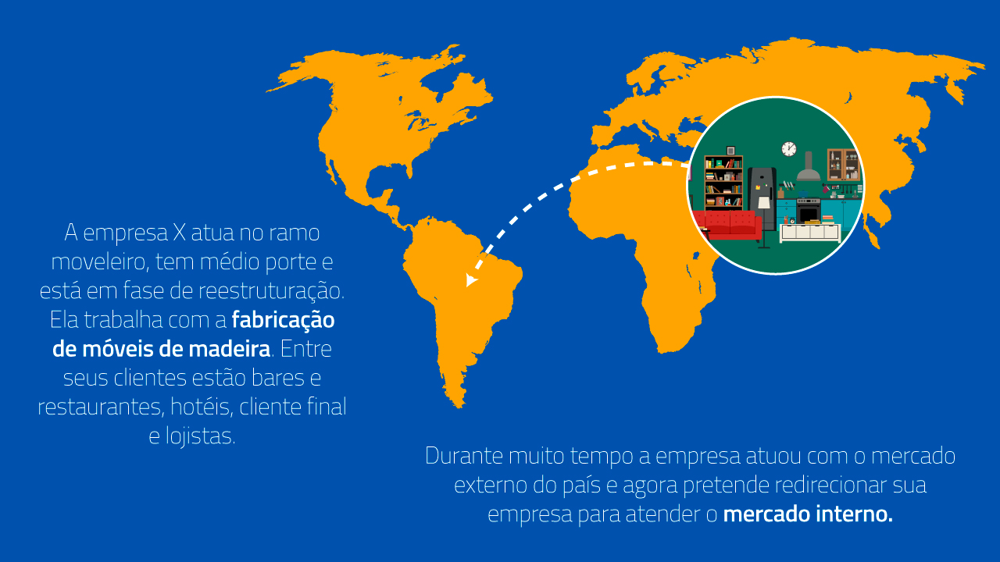 A empresa X atua no ramo
moveleiro, tem médio porte e
está em fase de reestruturação.
Ela trabalha com a fabricação
de móveis de madeira. Entre
seus clientes estão bares e
restaurantes, hotéis, cliente final
e lojistas.
Durante muito tempo a empresa atuou com o mercado
externo do país e agora pretende redirecionar sua
empresa para atender o mercado interno.